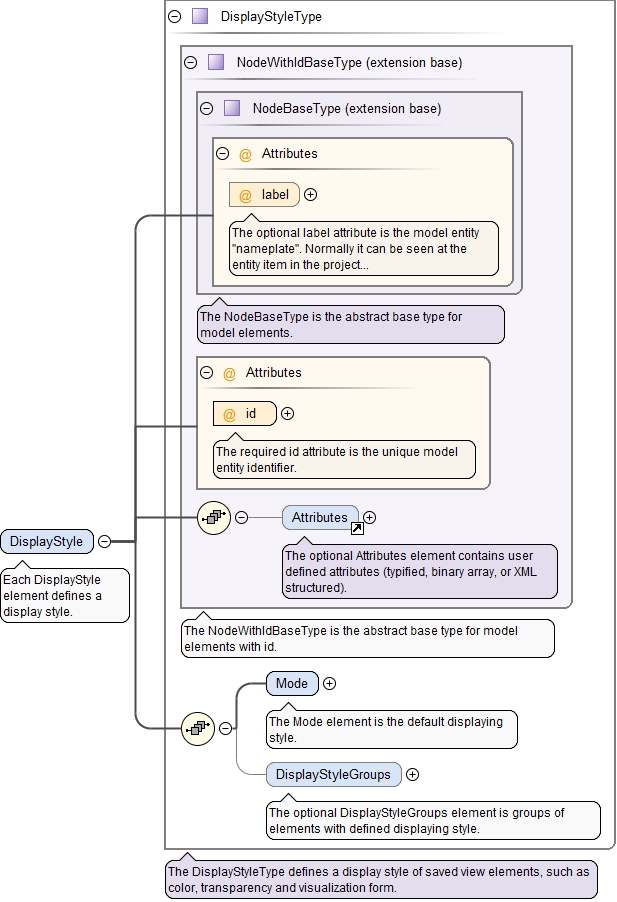 DisplayStyleType
NodeWithIdBaseType (extension base)
NodeBaseType (extension base)
@ Attributes
@ label
The optional label attribute is the model entity
"nameplate". Normally it can be seen at the
entity item in the project...
The NodeBaseType is the abstract base type for
model elements.
@ Attributes
@ id
The required id attribute is the unique model
entity identifier.
Attributes
The optional Attributes element contains user
defined attributes (typified, binary array, or XML
structured).
DisplayStyle
Each DisplayStyle
element defines a
display style.
The NodeWithIdBaseType is the abstract base type for model
elements with id.
Mode
The Mode element is the default displaying
style.
DisplayStyleGroups
The optional DisplayStyleGroups element is groups of
elements with defined displaying style.
The DisplayStyleType defines a display style of saved view elements, such as
color, transparency and visualization form.